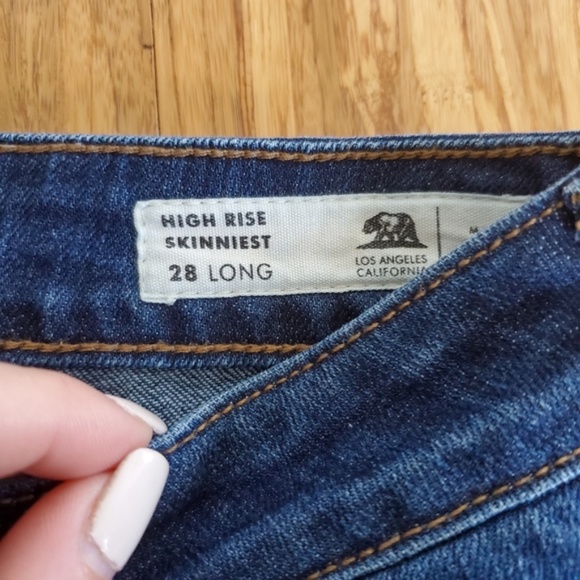 HIGH RISE
SKINNIEST
28 LONG
LOS ANGELES
CALIFORNIA